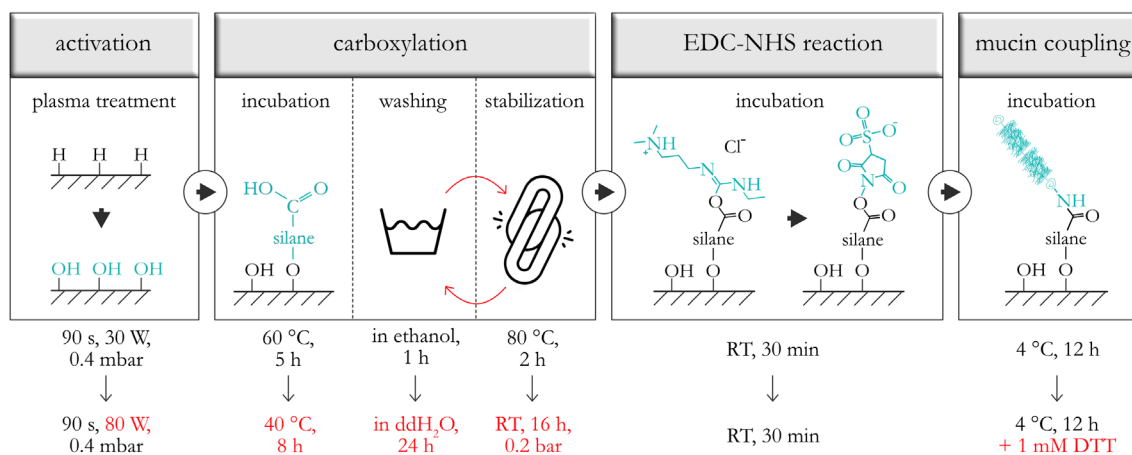 activation
carboxylation
EDC-NHS reaction
mucin coupling
plasma treatment
incubation
washing
stabilization
incubation
incubation
H H H
OH OH OH
HO
C
O
silane
OH
O
NH
+
Cl⁻
N
NH
O
O
silane
OH
O
O
S
O
O⁻
O
N
O
O
O
silane
OH
O
NH
O
silane
OH
O
90 s, 30 W,
0.4 mbar
60 °C,
5 h
in ethanol,
1 h
80 °C,
2 h
RT, 30 min
4 °C, 12 h
90 s, 80 W,
0.4 mbar
40 °C,
8 h
in ddH₂O,
24 h
RT, 16 h,
0.2 bar
RT, 30 min
4 °C, 12 h
+ 1 mM DTT